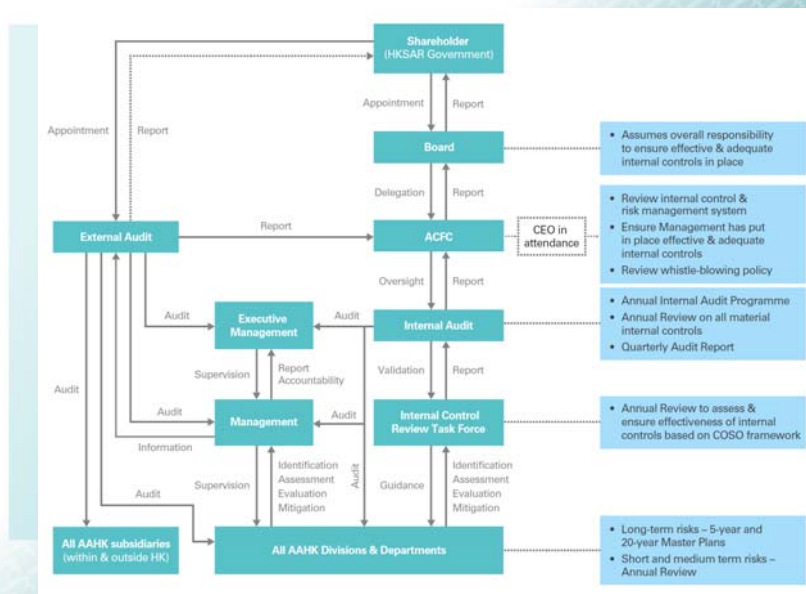 Shareholder
(HKSAR Government)
Appointment
Report
Appointment
Report
Board
• Assumes overall responsibility
to ensure effective & adequate
internal controls in place
Delegation
Report
External Audit
Report
ACFC
CEO in
attendance
• Review internal control &
risk management system
• Ensure Management has put
in place effective & adequate
internal controls
• Review whistle-blowing policy
Oversight
Report
Audit
Executive
Management
Audit
Internal Audit
• Annual Internal Audit Programme
• Annual Review on all material
internal controls
• Quarterly Audit Report
Supervision
Report
Accountability
Validation
Report
Audit
Audit
Management
Audit
Internal Control
Review Task Force
• Annual Review to assess &
ensure effectiveness of internal
controls based on COSO framework
Information
Audit
Supervision
Identification
Assessment
Evaluation
Mitigation
Audit
Guidance
Identification
Assessment
Evaluation
Mitigation
All AAHK subsidiaries
(within & outside HK)
All AAHK Divisions & Departments
• Long-term risks – 5-year and
20-year Master Plans
• Short and medium term risks –
Annual Review